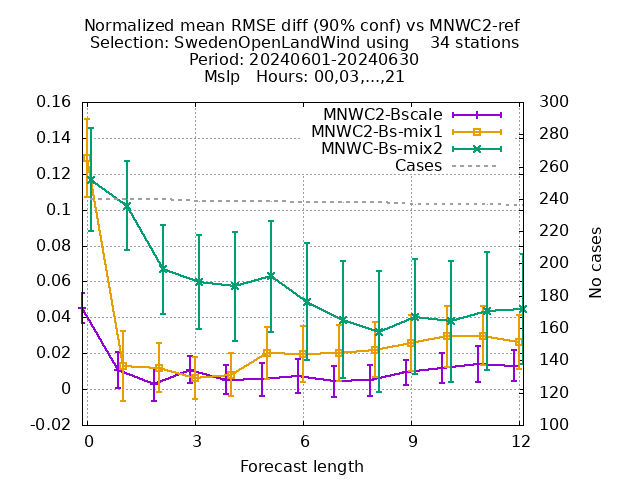 Normalized mean RMSE diff (90% conf) vs MNWC2-ref
Selection: SwedenOpenLandWind using    34 stations
Period: 20240601-20240630
Mslp   Hours: 00,03,...,21
MNWC2-Bscale
MNWC2-Bs-mix1
MNWC-Bs-mix2
Cases
0.16
0.14
0.12
0.1
0.08
0.06
0.04
0.02
0
-0.02
300
280
260
240
220
200
180
160
140
120
100
No cases
0 3 6 9 12
Forecast length